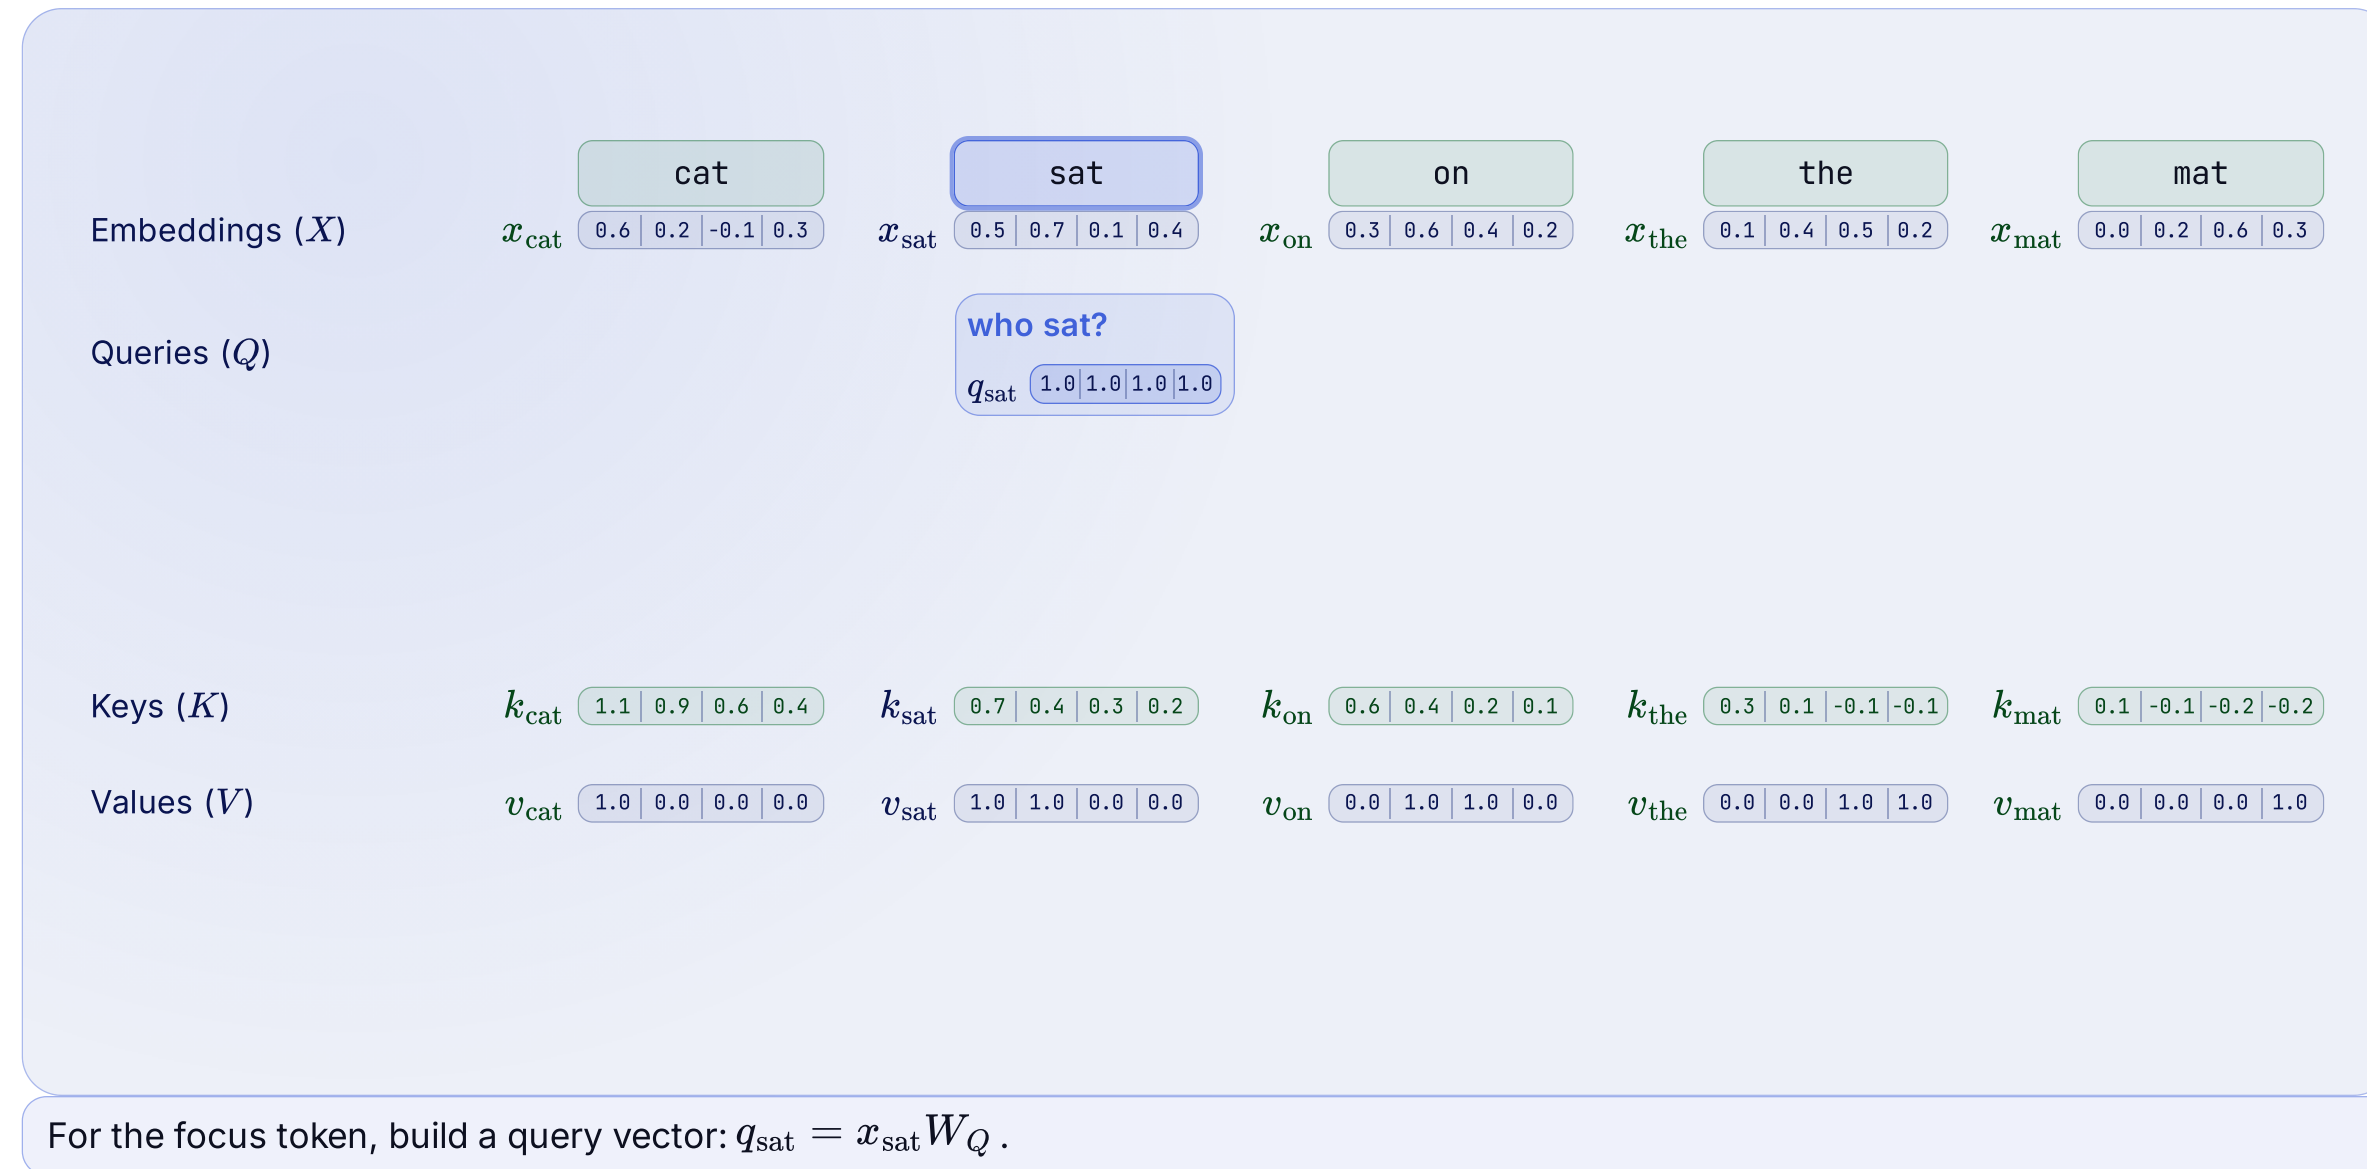 cat sat on the mat
Embeddings (X) x_cat 0.6 0.2 -0.1 0.3 x_sat 0.5 0.7 0.1 0.4 x_on 0.3 0.6 0.4 0.2 x_the 0.1 0.4 0.5 0.2 x_mat 0.0 0.2 0.6 0.3
who sat?
Queries (Q)
q_sat 1.0 1.0 1.0 1.0
Keys (K) k_cat 1.1 0.9 0.6 0.4 k_sat 0.7 0.4 0.3 0.2 k_on 0.6 0.4 0.2 0.1 k_the 0.3 0.1 -0.1 -0.1 k_mat 0.1 -0.1 -0.2 -0.2
Values (V) v_cat 1.0 0.0 0.0 0.0 v_sat 1.0 1.0 0.0 0.0 v_on 0.0 1.0 1.0 0.0 v_the 0.0 0.0 1.0 1.0 v_mat 0.0 0.0 0.0 1.0
For the focus token, build a query vector: q_sat = x_sat W_Q .